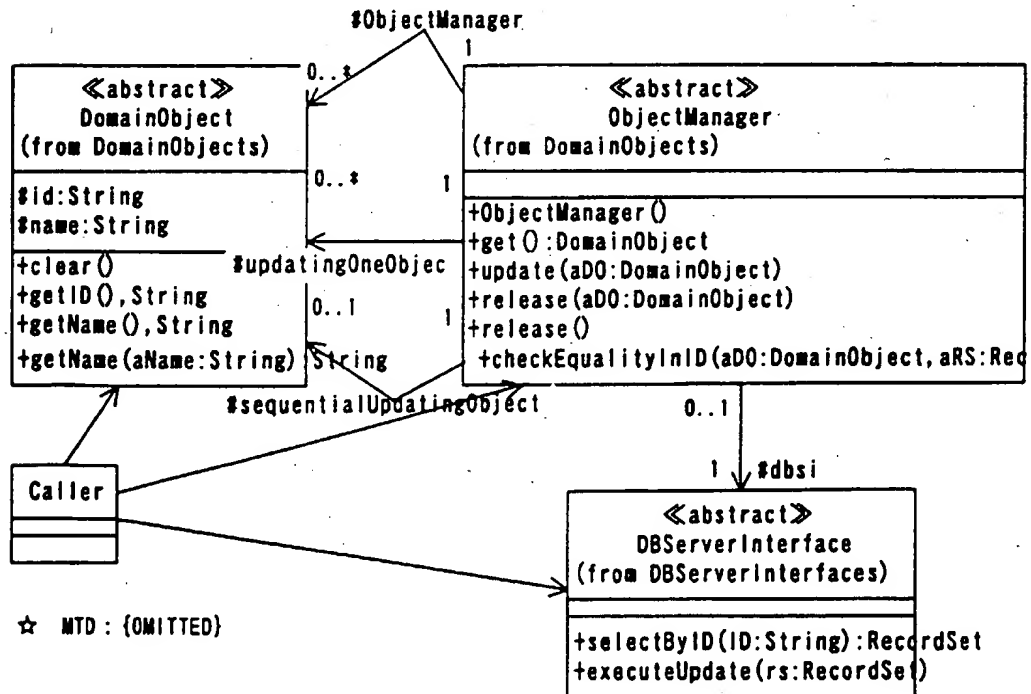 #ObjectManager
1
0..*
≪abstract≫
DomainObject
(from DomainObjects)
#id:String
#name:String
+clear()
+getID(),String
+getName(),String
+getName(aName:String) String
≪abstract≫
ObjectManager
(from DomainObjects)
+ObjectManager()
+get():DomainObject
+update(aDO:DomainObject)
+release(aDO:DomainObject)
+release()
+checkEqualityInID(aDO:DomainObject,aRS:Rec
0..*
1
#updatingOneObjec
0..1
1
#sequentialUpdatingObject
0..1
1
#dbsi
Caller
≪abstract≫
DBServerInterface
(from DBServerInterfaces)
+selectByID(ID:String):RecordSet
+executeUpdate(rs:RecordSet)
☆ MTD : {OMITTED}